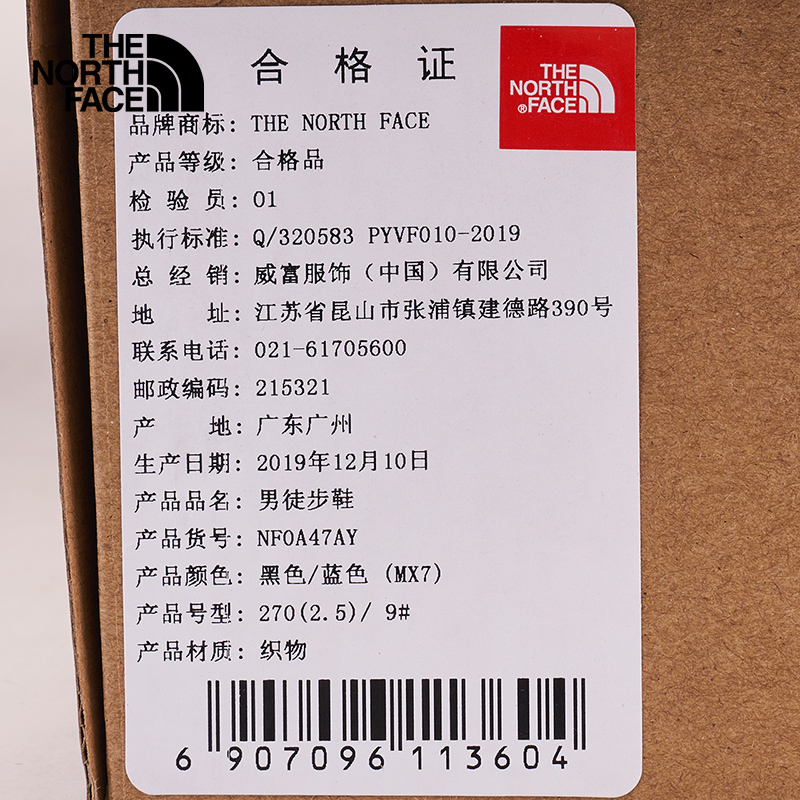 THE
NORTH
FACE
合格证
THE
NORTH
®FACE
品牌商标: THE NORTH FACE
产品等级: 合格品
检验员: 01
执行标准: Q/320583 PYVF010-2019
总经销: 威富服饰（中国）有限公司
地址: 江苏省昆山市张浦镇建德路390号
联系电话: 021-61705600
邮政编码: 215321
产地: 广东广州
生产日期: 2019年12月10日
产品品名: 男徒步鞋
产品货号: NF0A47AY
产品颜色: 黑色/蓝色 (MX7)
产品号型: 270(2.5)/ 9#
产品材质: 织物
6 907096 113604